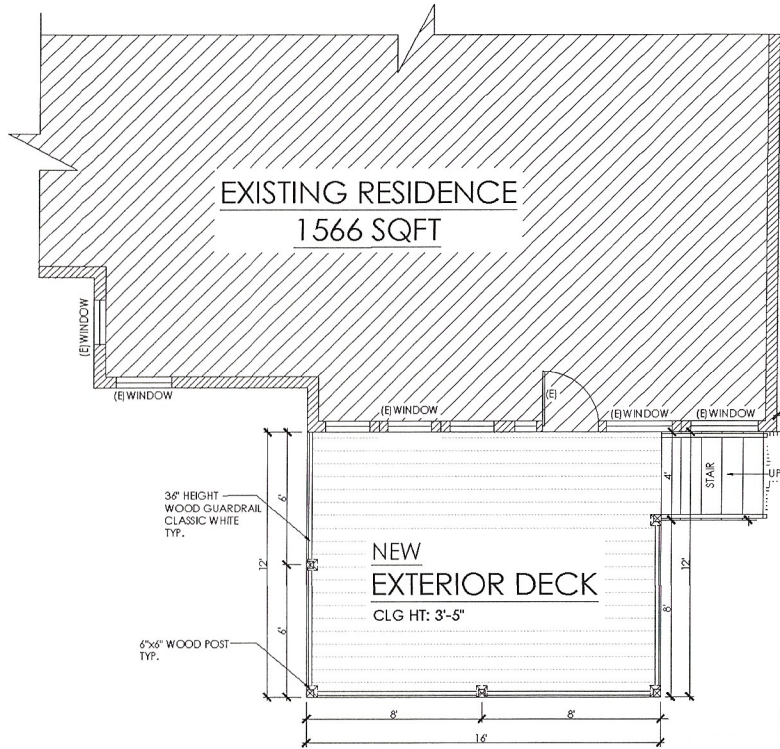 EXISTING RESIDENCE
1566 SQFT
(E)WINDOW
(E)WINDOW
(E)WINDOW
(E)
(E)WINDOW
(E)WINDOW
36" HEIGHT
WOOD GUARDRAIL
CLASSIC WHITE
TYP.
6'
12'
6'
6"x6" WOOD POST
TYP.
NEW
EXTERIOR DECK
CLG HT: 3'-5"
STAIR
UP
4'
8'
12'
8'
8'
16'